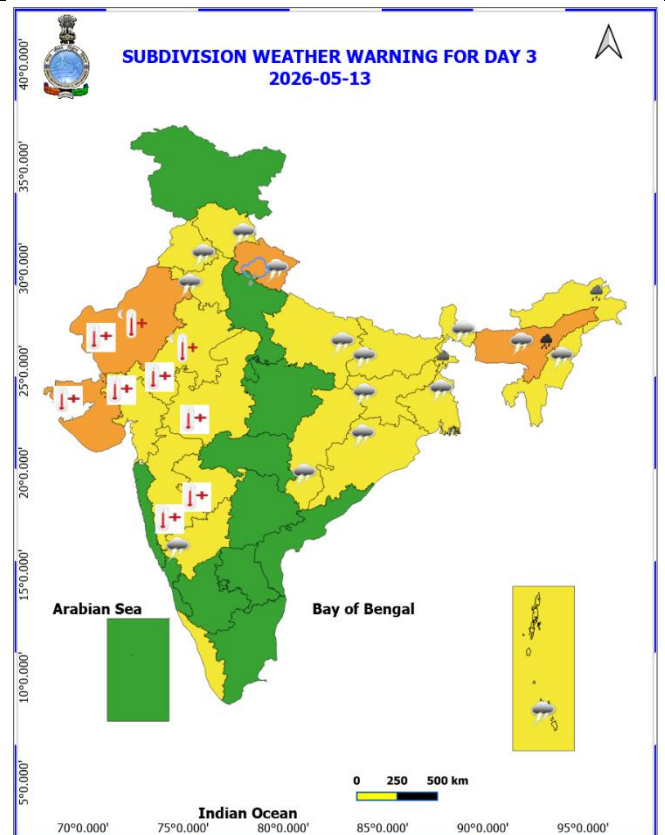 SUBDIVISION WEATHER WARNING FOR DAY 3
2026-05-13
40°0.000'
35°0.000'
30°0.000'
25°0.000'
20°0.000'
15°0.000'
10°0.000'
5°0.000'
Arabian Sea
Bay of Bengal
0 250 500 km
Indian Ocean
70°0.000' 75°0.000' 80°0.000' 85°0.000' 90°0.000' 95°0.000'